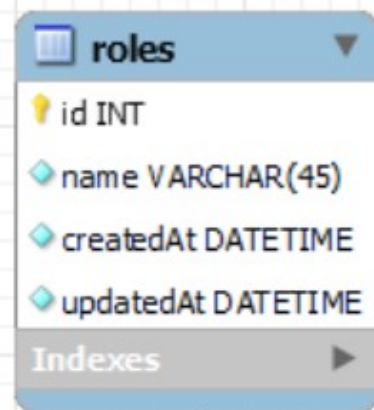 roles
id INT
name VARCHAR(45)
createdAt DATETIME
updatedAt DATETIME
Indexes